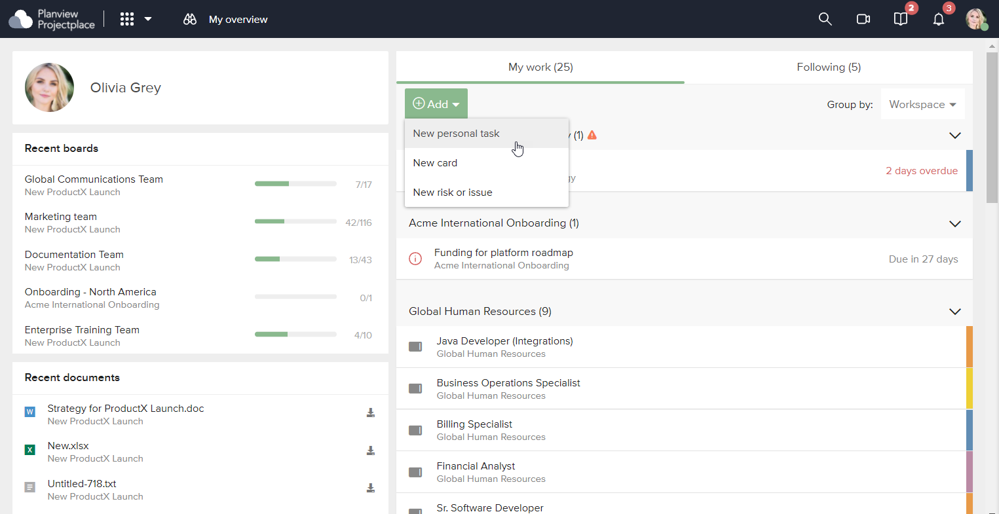 Planview
Projectplace
My overview
2
3
Olivia Grey
Recent boards
Global Communications Team
New ProductX Launch
7/17
Marketing team
New ProductX Launch
42/116
Documentation Team
New ProductX Launch
13/43
Onboarding - North America
Acme International Onboarding
0/1
Enterprise Training Team
New ProductX Launch
4/10
Recent documents
W
Strategy for ProductX Launch.doc
New ProductX Launch
X
New.xlsx
New ProductX Launch
Untitled-718.txt
New ProductX Launch
My work (25)
Following (5)
Add
Group by:
Workspace
New personal task
New card
New risk or issue
(1)
2 days overdue
Acme International Onboarding (1)
Funding for platform roadmap
Acme International Onboarding
Due in 27 days
Global Human Resources (9)
Java Developer (Integrations)
Global Human Resources
Business Operations Specialist
Global Human Resources
Billing Specialist
Global Human Resources
Financial Analyst
Global Human Resources
Sr. Software Developer